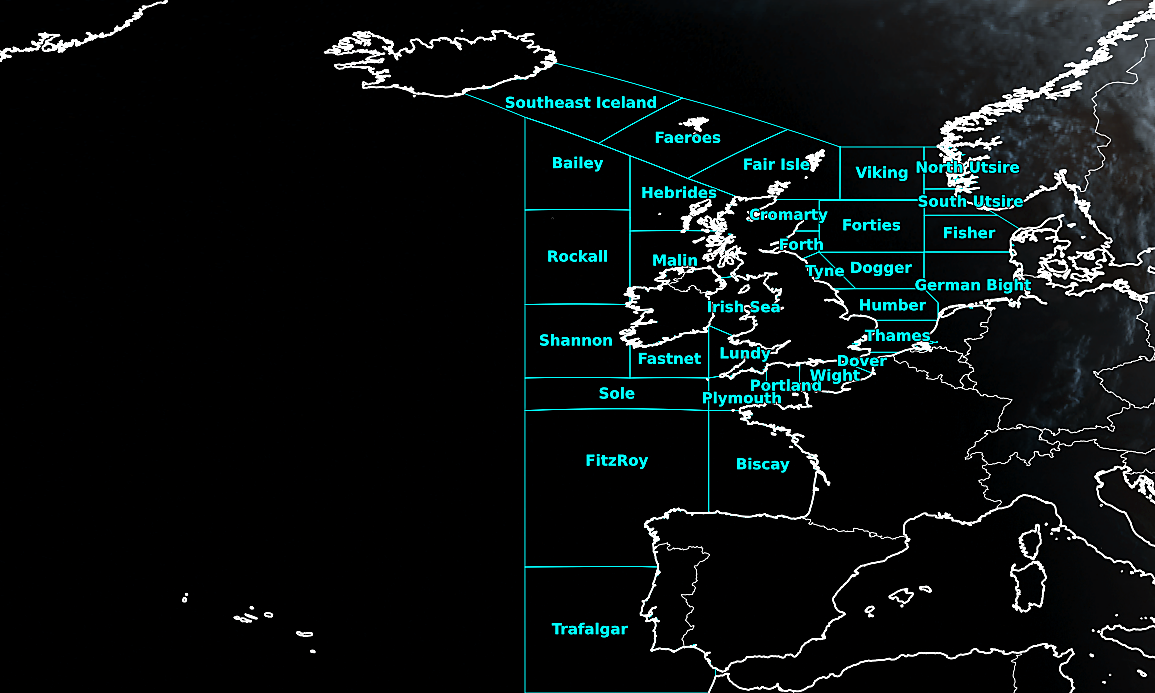 Southeast Iceland
Faeroes
Bailey
Fair Isle
Viking
North Utsire
Hebrides
South Utsire
Cromarty
Forties
Fisher
Forth
Rockall
Malin
Tyne
Dogger
German Bight
Irish Sea
Humber
Shannon
Thames
Fastnet
Lundy
Dover
Wight
Portland
Sole
Plymouth
FitzRoy
Biscay
Trafalgar